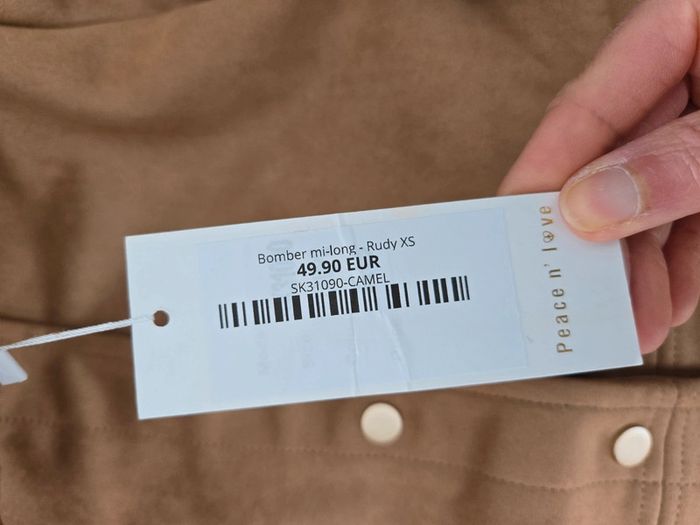 Bomber mi-long - Rudy XS
49.90 EUR
SK31090-CAMEL
Peace n' love